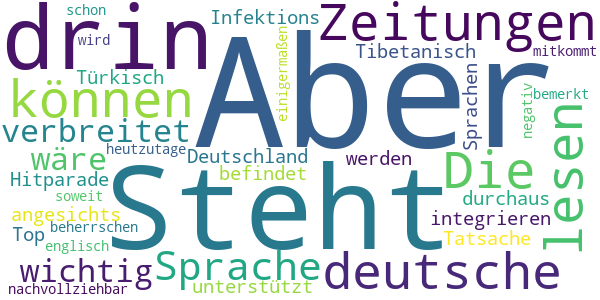 schon
drin
wird
Infektions
Zeitungen
Aber
Tibetanisch
mitkommt
Türkisch
einigermaßen
Sprachen
negativ
bemerkt
können
verbreitet
heutzutage
Deutschland
werden
lesen
wäre
befindet
Die
Hitparade
Steht
durchaus
soweit
angesichts
integrieren
Top
beherrschen
Tatsache
englisch
Sprache
deutsche
wichtig
unterstützt
nachvollziehbar